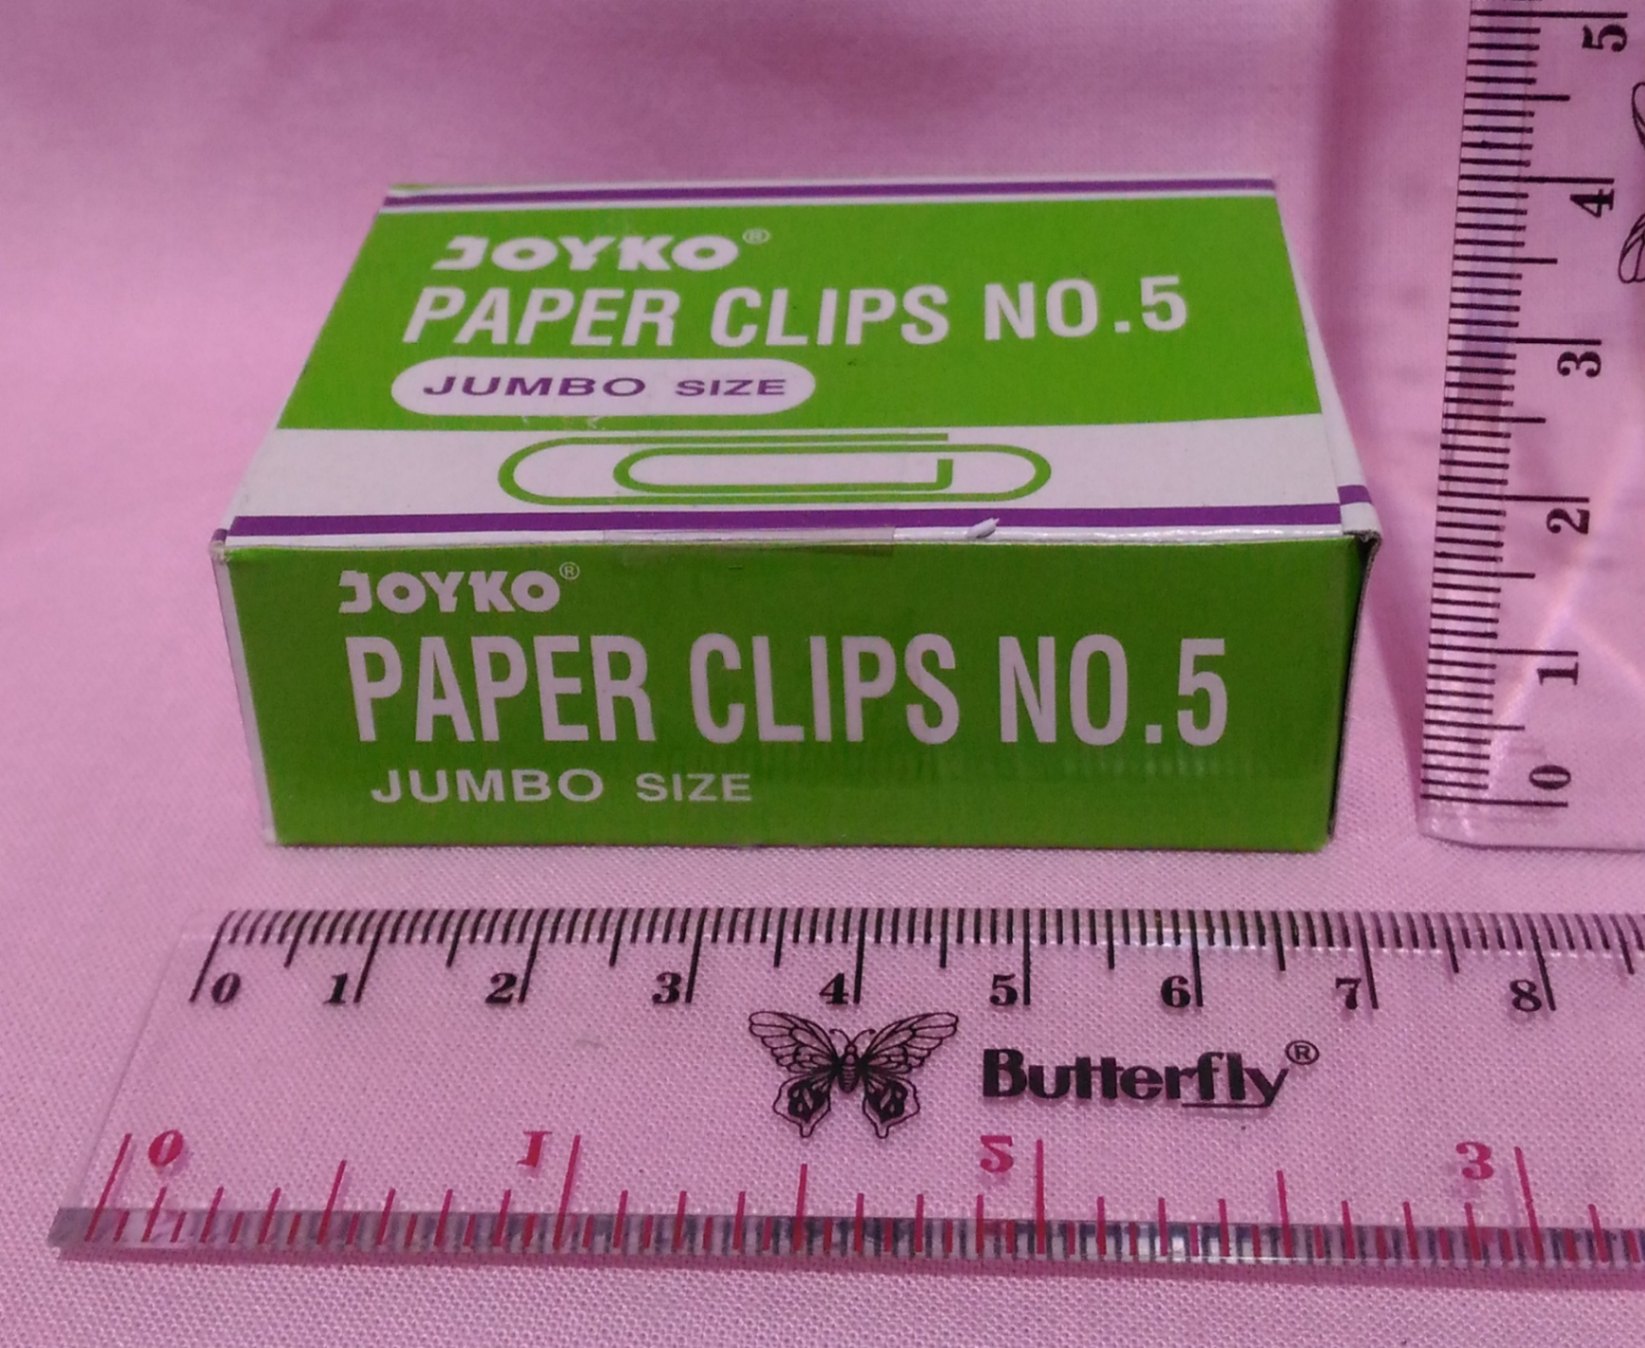 JOYKO®
PAPER CLIPS NO.5
JUMBO SIZE
JOYKO®
PAPER CLIPS NO.5
JUMBO SIZE
5
4
3
2
1
0
0 1 2 3 4 5 6 7 8
Butterfly®
0 1 2 3